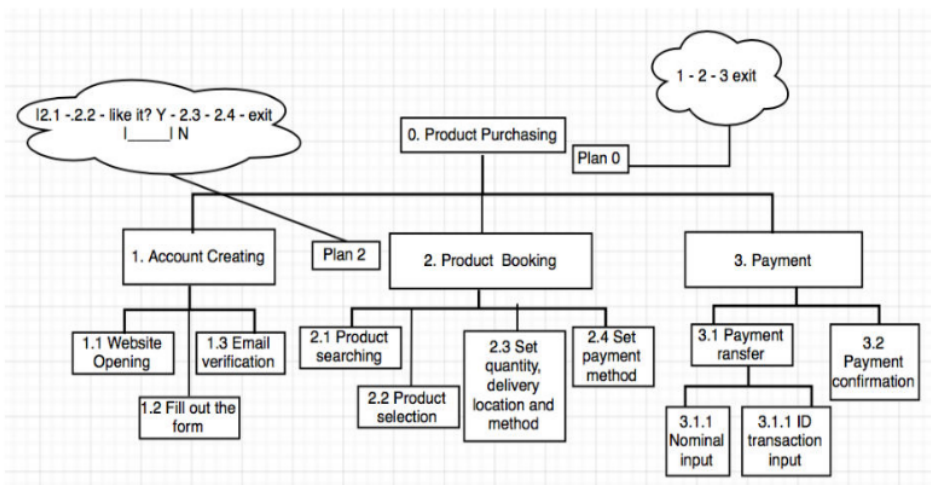 1 - 2 - 3 exit
|2.1 -.2.2 - like it? Y - 2.3 - 2.4 - exit
|_____| N
0. Product Purchasing
Plan 0
1. Account Creating
Plan 2
2. Product Booking
3. Payment
1.1 Website
Opening
1.3 Email
verification
1.2 Fill out the
form
2.1 Product
searching
2.2 Product
selection
2.3 Set
quantity,
delivery
location and
method
2.4 Set
payment
method
3.1 Payment
ransfer
3.2
Payment
confirmation
3.1.1
Nominal
input
3.1.1 ID
transaction
input